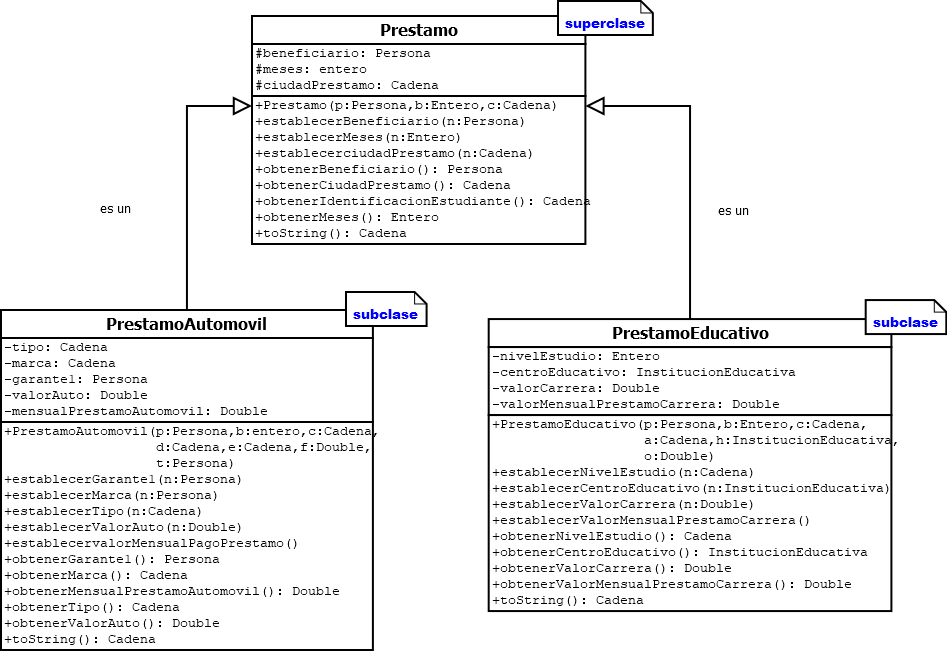 superclase
Prestamo
#beneficiario: Persona
#meses: entero
#ciudadPrestamo: Cadena
+Prestamo(p:Persona,b:Entero,c:Cadena)
+establecerBeneficiario(n:Persona)
+establecerMeses(n:Entero)
+establecerciudadPrestamo(n:Cadena)
+obtenerBeneficiario(): Persona
+obtenerCiudadPrestamo(): Cadena
+obtenerIdentificacionEstudiante(): Cadena
+obtenerMeses(): Entero
+toString(): Cadena
es un
es un
subclase
PrestamoAutomovil
-tipo: Cadena
-marca: Cadena
-garante1: Persona
-valorAuto: Double
-mensualPrestamoAutomovil: Double
+PrestamoAutomovil(p:Persona,b:entero,c:Cadena,
d:Cadena,e:Cadena,f:Double,
t:Persona)
+establecerGarante1(n:Persona)
+establecerMarca(n:Persona)
+establecerTipo(n:Cadena)
+establecerValorAuto(n:Double)
+establecervalorMensualPagoPrestamo()
+obtenerGarante1(): Persona
+obtenerMarca(): Cadena
+obtenerMensualPrestamoAutomovil(): Double
+obtenerTipo(): Cadena
+obtenerValorAuto(): Double
+toString(): Cadena
subclase
PrestamoEducativo
-nivelEstudio: Entero
-centroEducativo: InstitucionEducativa
-valorCarrera: Double
-valorMensualPrestamoCarrera: Double
+PrestamoEducativo(p:Persona,b:Entero,c:Cadena,
a:Cadena,h:InstitucionEducativa,
o:Double)
+establecerNivelEstudio(n:Cadena)
+establecerCentroEducativo(n:InstitucionEducativa)
+establecerValorCarrera(n:Double)
+establecerValorMensualPrestamoCarrera()
+obtenerNivelEstudio(): Cadena
+obtenerCentroEducativo(): InstitucionEducativa
+obtenerValorCarrera(): Double
+obtenerValorMensualPrestamoCarrera(): Double
+toString(): Cadena